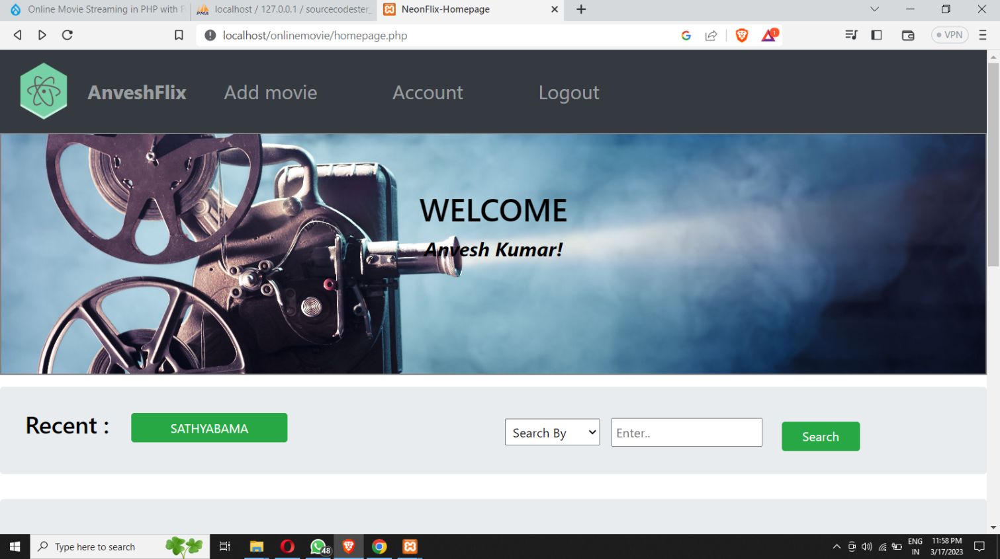 Online Movie Streaming in PHP with F
localhost / 127.0.0.1 / sourcecodester_
NeonFlix-Homepage
localhost/onlinemovie/homepage.php
1
VPN
AnveshFlix
Add movie
Account
Logout
WELCOME
Anvesh Kumar!
Recent :
SATHYABAMA
Search By
Enter..
Search
Type here to search
48
ENG
IN
11:58 PM
3/17/2023